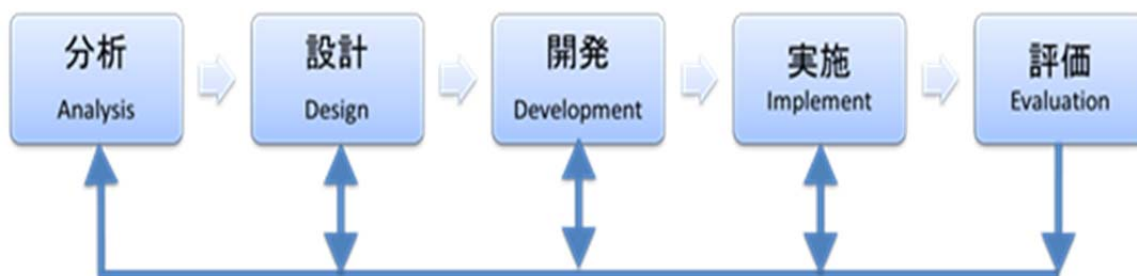 分析
Analysis
設計
Design
開発
Development
実施
Implement
評価
Evaluation